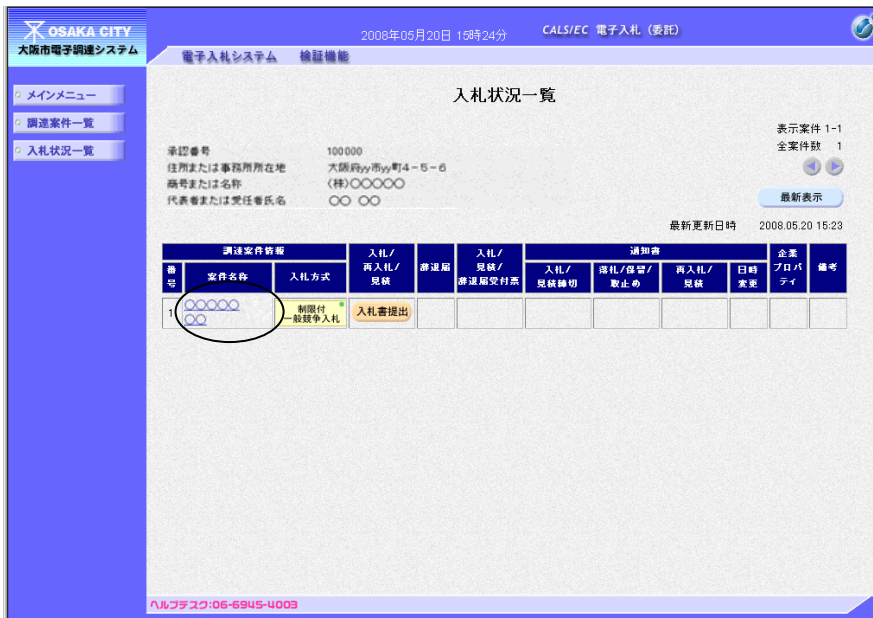 OSAKA CITY
大阪市電子調達システム
2008年05月20日 15時24分
CALS/EC 電子入札（委託）
電子入札システム 検証機能
メインメニュー
調達案件一覧
入札状況一覧
入札状況一覧
表示案件 1-1
全案件数 1
承認番号 100000
住所または事務所所在地 大阪府yy市yy町4－5－6
商号または名称 (株)○○○○○
代表者または受任者氏名 ○○ ○○
最新表示
最新更新日時 2008.05.20 15:23
調達案件情報
番号
案件名称
入札方式
入札/
再入札/
見積
辞退届
入札/
見積/
辞退届受付票
通知書
入札/
見積締切
落札/保留/
取止め
再入札/
見積
日時
変更
企業
プロパ
ティ
備考
1
○○○○○
○○
制限付
一般競争入札
入札書提出
ヘルプデスク:06-6945-4003